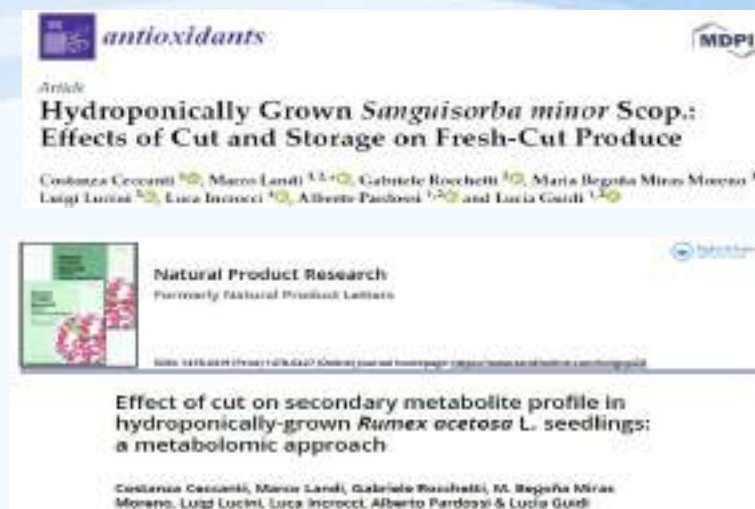 antioxidants
MDPI
Article
Hydroponically Grown Sanguisorba minor Scop.:
Effects of Cut and Storage on Fresh-Cut Produce
Costanza Ceccanti, Marco Landi, Gabriele Rocchetti, Maria Begoña Miras Moreno
Luigi Lucini, Luca Incrocci, Alberto Pardossi and Lucia Guidi
Natural Product Research
Formerly Natural Product Letters
Effect of cut on secondary metabolite profile in
hydroponically-grown Rumex acetosa L. seedlings:
a metabolomic approach
Costanza Ceccanti, Marco Landi, Gabriele Rocchetti, M. Begoña Miras
Moreno, Luigi Lucini, Luca Incrocci, Alberto Pardossi & Lucia Guidi